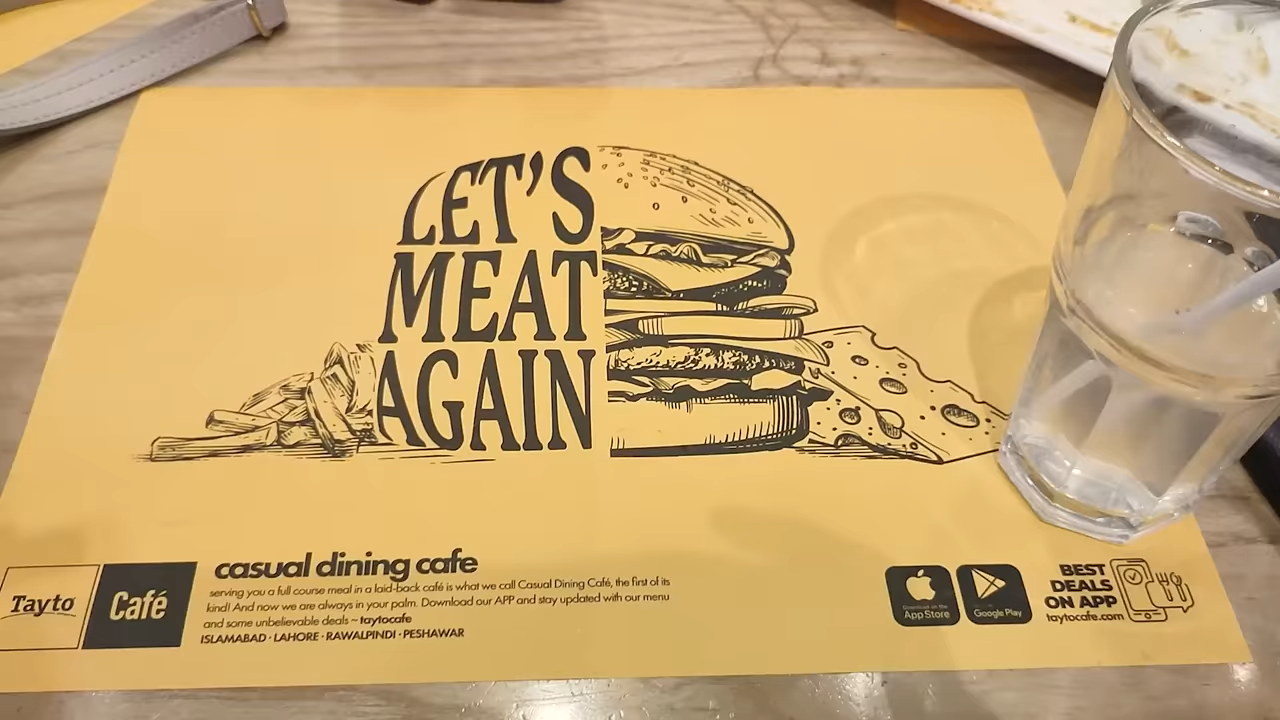 LET'S
MEAT
AGAIN
Tayto
Café
casual dining cafe
serving you a full course meal in a laid-back café is what we call Casual Dining Café, the first of its
kind! And now we are always in your palm. Download our APP and stay updated with our menu
and some unbelievable deals ~ taytocafe
ISLAMABAD · LAHORE · RAWALPINDI · PESHAWAR
Download on the
App Store
Google Play
BEST
DEALS
ON APP
taytocafe.com